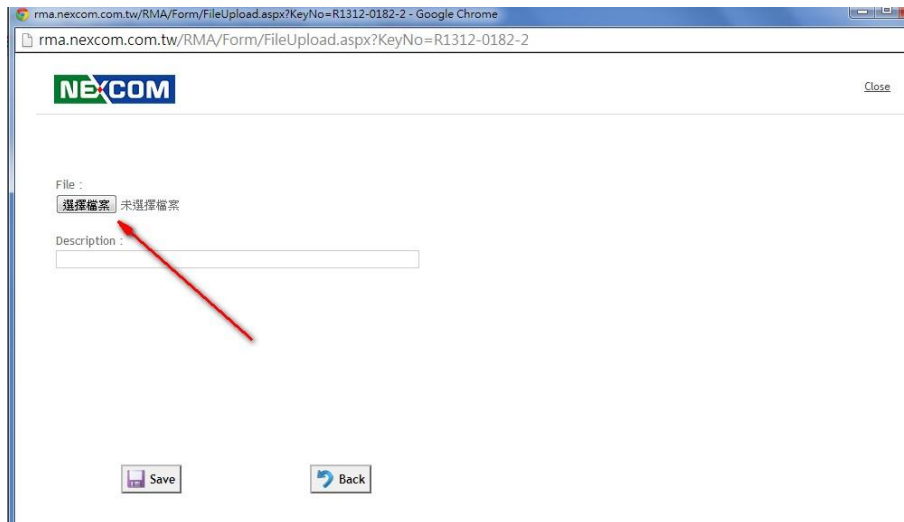 rma.nexcom.com.tw/RMA/Form/FileUpload.aspx?KeyNo=R1312-0182-2 - Google Chrome
rma.nexcom.com.tw/RMA/Form/FileUpload.aspx?KeyNo=R1312-0182-2
NEXCOM
Close
File :
選擇檔案 未選擇檔案
Description :
Save Back